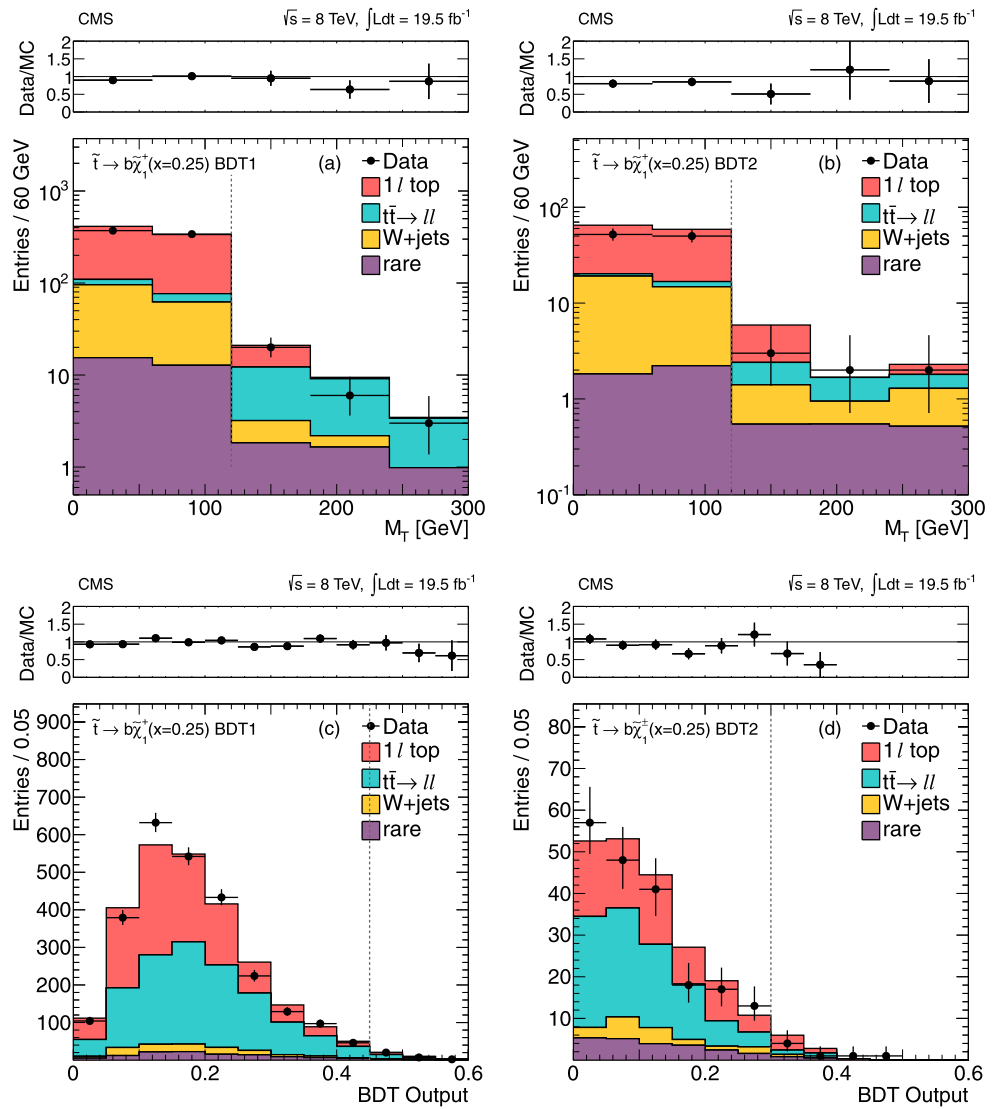 CMS √s = 8 TeV, ∫Ldt = 19.5 fb⁻¹
Data/MC
2
1.5
1
0.5
0
Entries / 60 GeV
t̃ → bχ̃₁⁺(x=0.25) BDT1 (a)
Data
1l top
tt̄→ ll
W+jets
rare
10³
10²
10
1
0 100 200 300
M_T [GeV]
CMS √s = 8 TeV, ∫Ldt = 19.5 fb⁻¹
Data/MC
2
1.5
1
0.5
0
Entries / 60 GeV
t̃ → bχ̃₁⁺(x=0.25) BDT2 (b)
Data
1l top
tt̄→ ll
W+jets
rare
10²
10
1
10⁻¹
0 100 200 300
M_T [GeV]
CMS √s = 8 TeV, ∫Ldt = 19.5 fb⁻¹
Data/MC
2
1.5
1
0.5
0
Entries / 0.05
t̃ → bχ̃₁⁺(x=0.25) BDT1 (c)
Data
1l top
tt̄→ ll
W+jets
rare
900
800
700
600
500
400
300
200
100
0 0.2 0.4 0.6
BDT Output
CMS √s = 8 TeV, ∫Ldt = 19.5 fb⁻¹
Data/MC
2
1.5
1
0.5
0
Entries / 0.05
t̃ → bχ̃₁±(x=0.25) BDT2 (d)
Data
1l top
tt̄→ ll
W+jets
rare
80
70
60
50
40
30
20
10
0
0 0.2 0.4 0.6
BDT Output